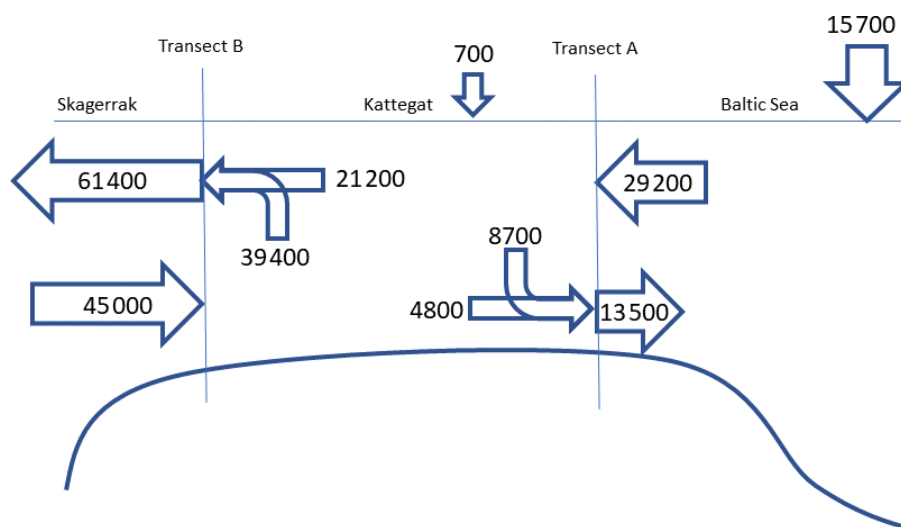 15700
Transect B
Transect A
700
Skagerrak
Kattegat
Baltic Sea
61400
21200
29200
39400
8700
45000
4800
13500